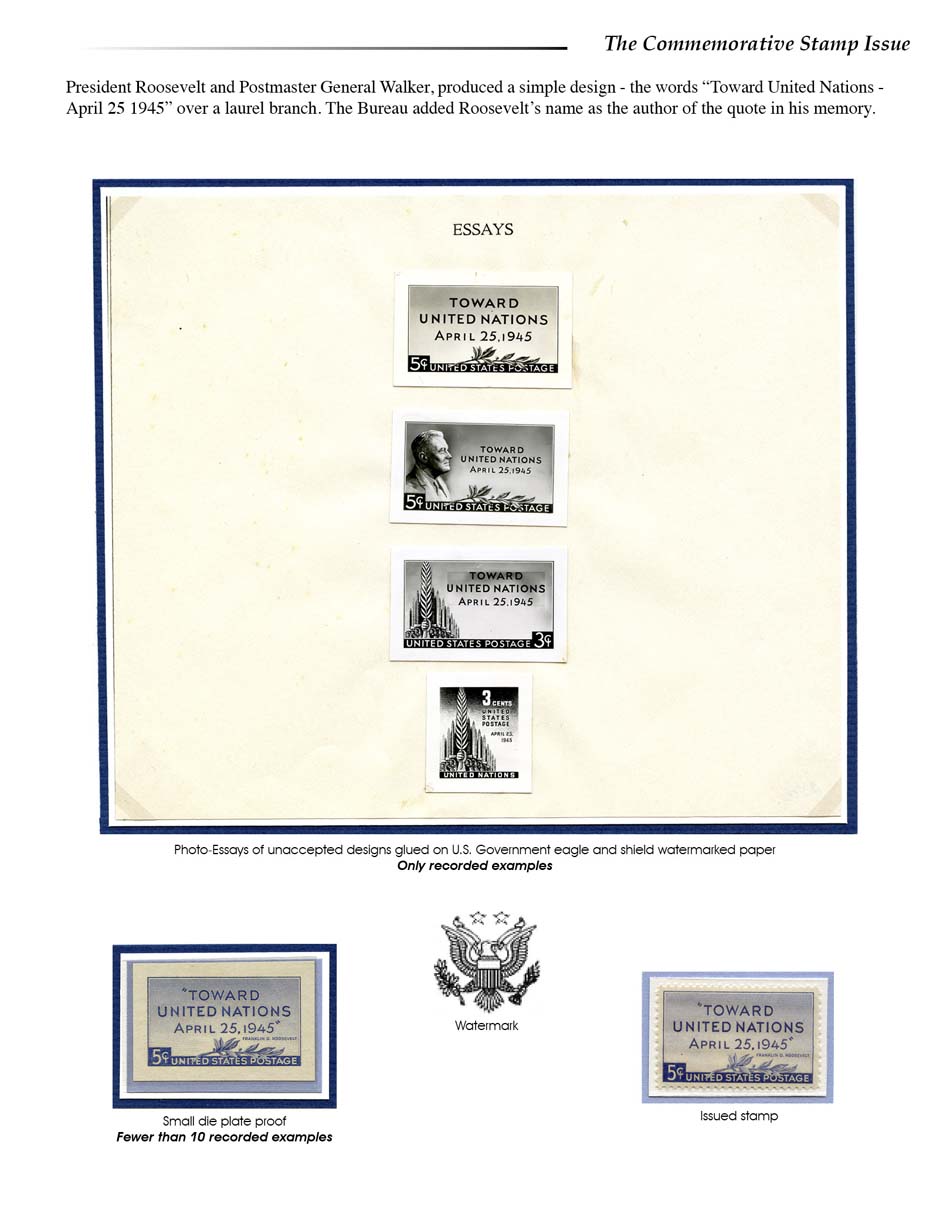 The Commemorative Stamp Issue
President Roosevelt and Postmaster General Walker, produced a simple design - the words “Toward United Nations -
April 25 1945” over a laurel branch. The Bureau added Roosevelt’s name as the author of the quote in his memory.
ESSAYS
TOWARD
UNITED NATIONS
APRIL 25,1945
5¢ UNITED STATES POSTAGE
TOWARD
UNITED NATIONS
APRIL 25,1945
5¢ UNITED STATES POSTAGE
TOWARD
UNITED NATIONS
APRIL 25,1945
UNITED STATES POSTAGE 3¢
3 CENTS
UNITED
STATES
POSTAGE
APRIL 25,
1945
UNITED NATIONS
Photo-Essays of unaccepted designs glued on U.S. Government eagle and shield watermarked paper
Only recorded examples
"TOWARD
UNITED NATIONS
APRIL 25,1945"
FRANKLIN D. ROOSEVELT
5¢ UNITED STATES POSTAGE
Small die plate proof
Fewer than 10 recorded examples
Watermark
"TOWARD
UNITED NATIONS
APRIL 25,1945"
FRANKLIN D. ROOSEVELT
5¢ UNITED STATES POSTAGE
Issued stamp